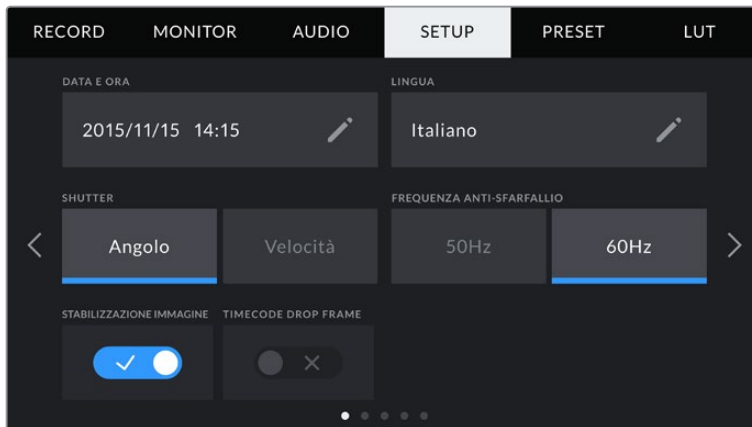 RECORD MONITOR AUDIO SETUP PRESET LUT
DATA E ORA LINGUA
2015/11/15 14:15 Italiano
SHUTTER FREQUENZA ANTI-SFARFALLIO
Angolo Velocità 50Hz 60Hz
STABILIZZAZIONE IMMAGINE TIMECODE DROP FRAME